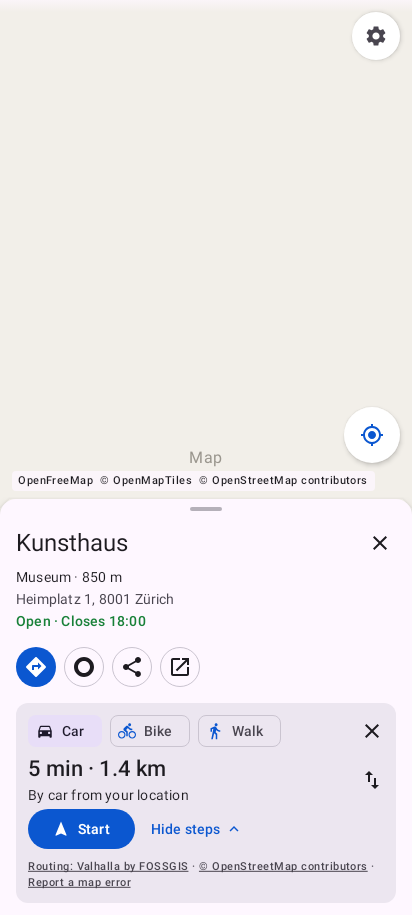 Map
OpenFreeMap © OpenMapTiles © OpenStreetMap contributors
Kunsthaus
Museum · 850 m
Heimplatz 1, 8001 Zürich
Open · Closes 18:00
Car Bike Walk
5 min · 1.4 km
By car from your location
Start Hide steps
Routing: Valhalla by FOSSGIS · © OpenStreetMap contributors ·
Report a map error